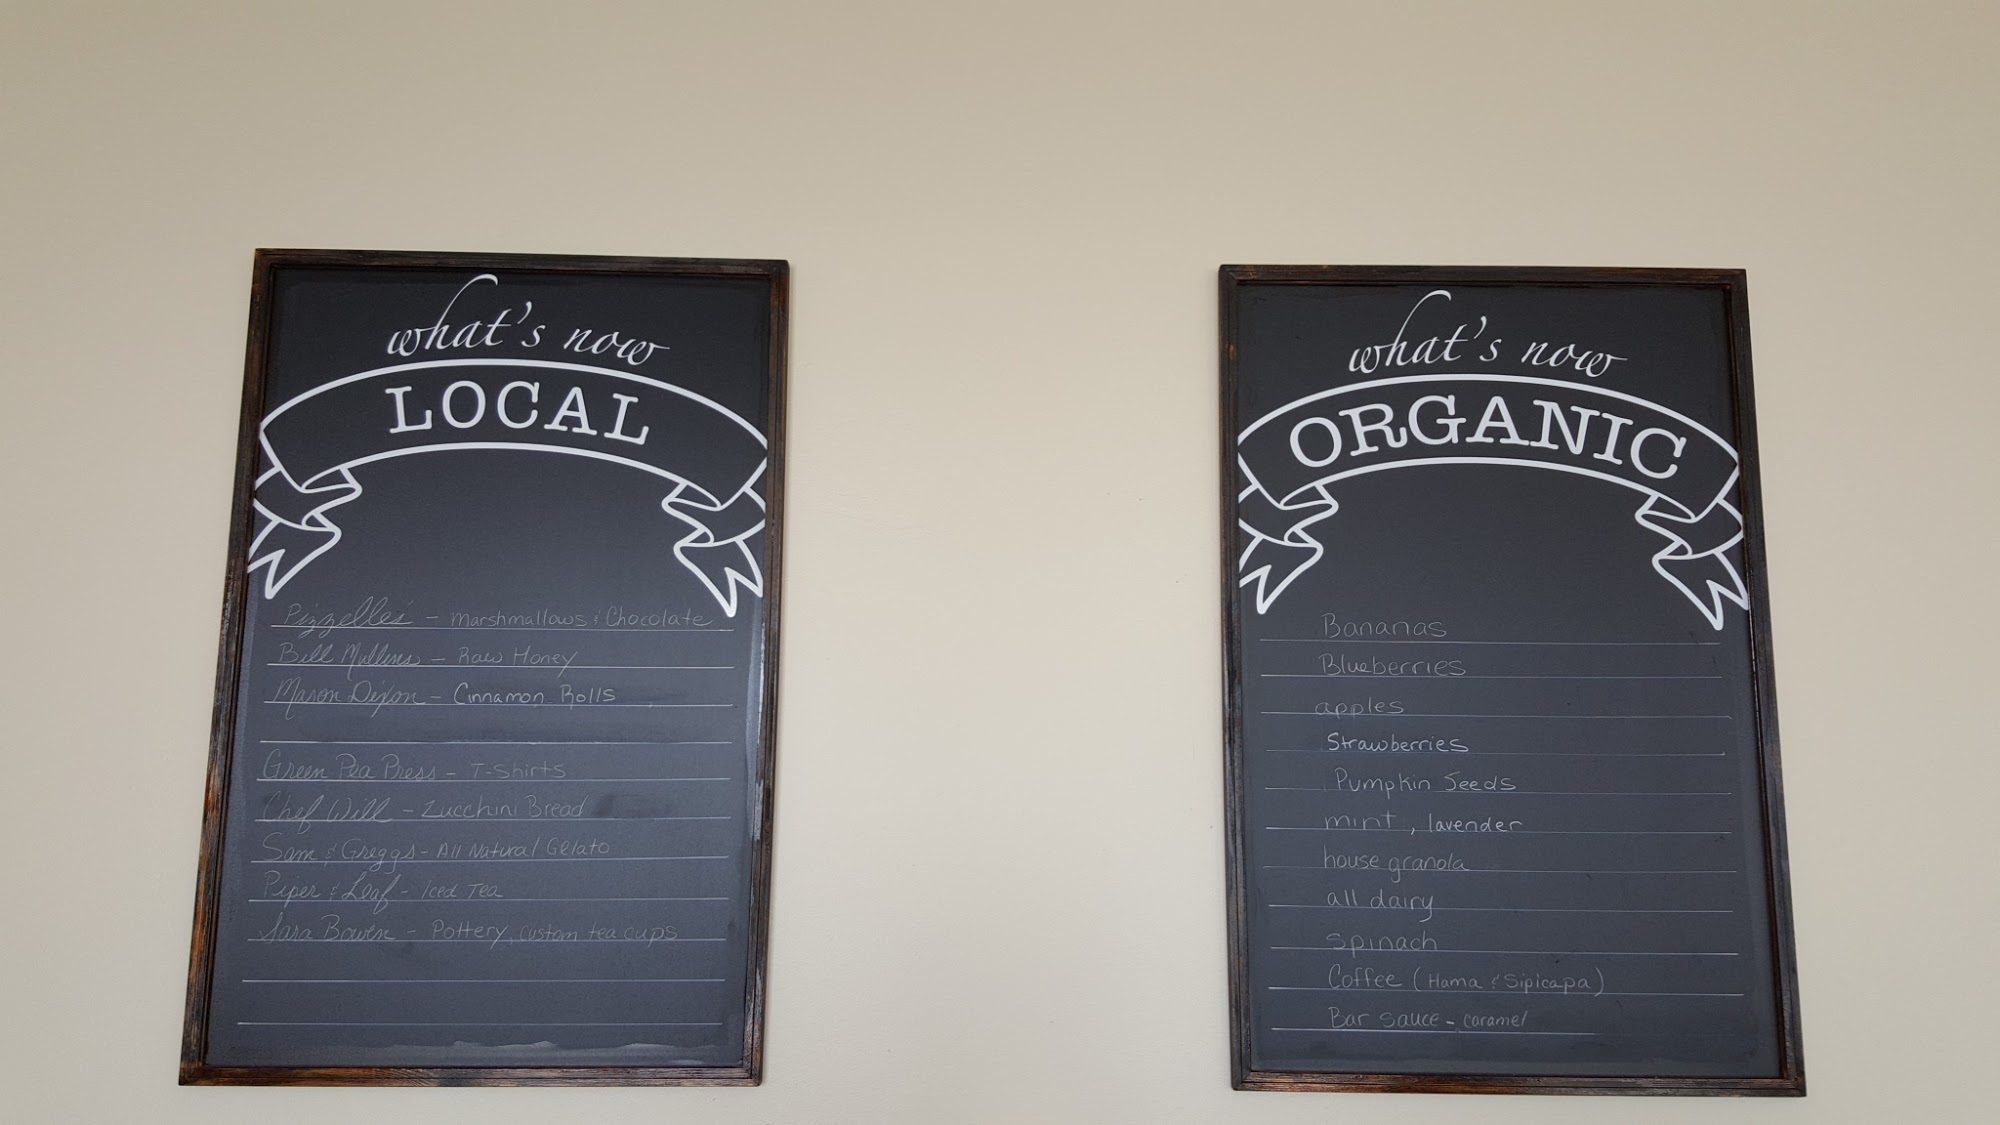 what's now
LOCAL
Pizzelle's - Marshmallows & Chocolate
Bill Mullins - Raw Honey
Mason Dixon - Cinnamon Rolls
Green Pea Press - T-Shirts
Chef Will - Zucchini Bread
Sam & Greggs - All Natural Gelato
Piper & Leaf - Iced Tea
Sara Bowen - Pottery, custom tea cups
what's now
ORGANIC
Bananas
Blueberries
apples
Strawberries
Pumpkin Seeds
mint, lavender
house granola
all dairy
spinach
Coffee (Hama & Sipicapa)
Bar sauce - caramel